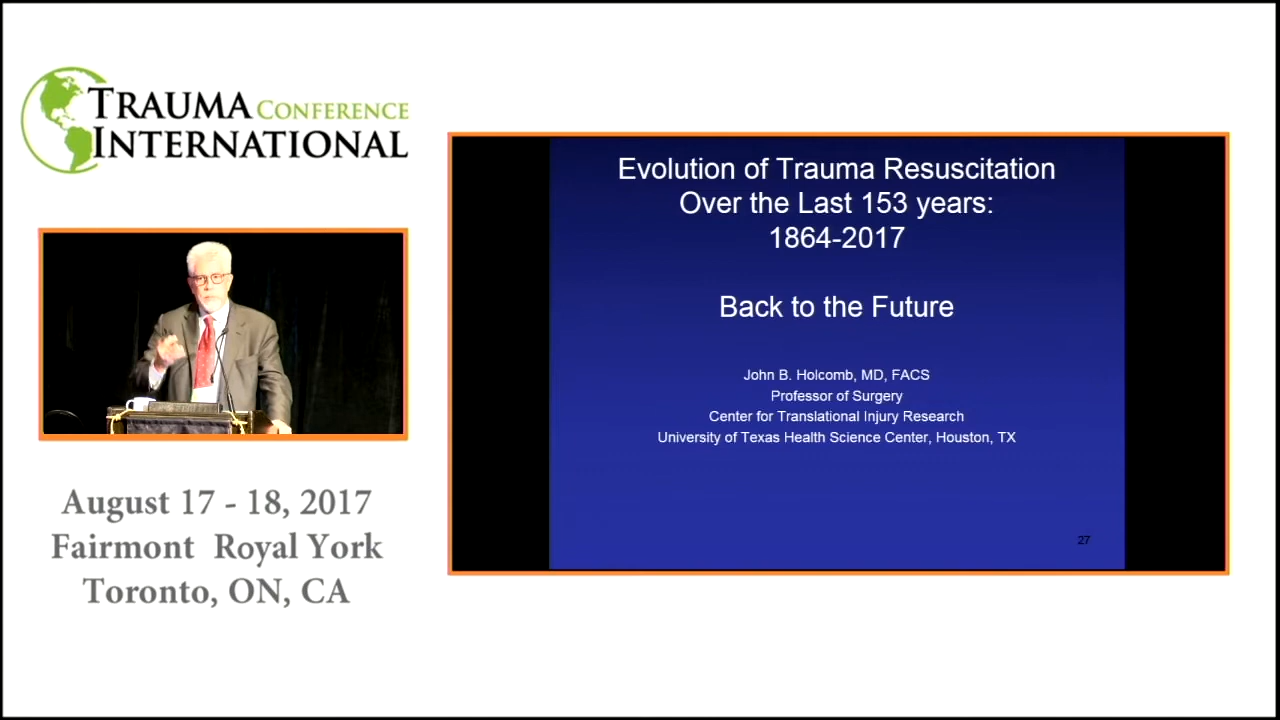 TRAUMA CONFERENCE
INTERNATIONAL
August 17 - 18, 2017
Fairmont Royal York
Toronto, ON, CA
Evolution of Trauma Resuscitation
Over the Last 153 years:
1864-2017
Back to the Future
John B. Holcomb, MD, FACS
Professor of Surgery
Center for Translational Injury Research
University of Texas Health Science Center, Houston, TX
27